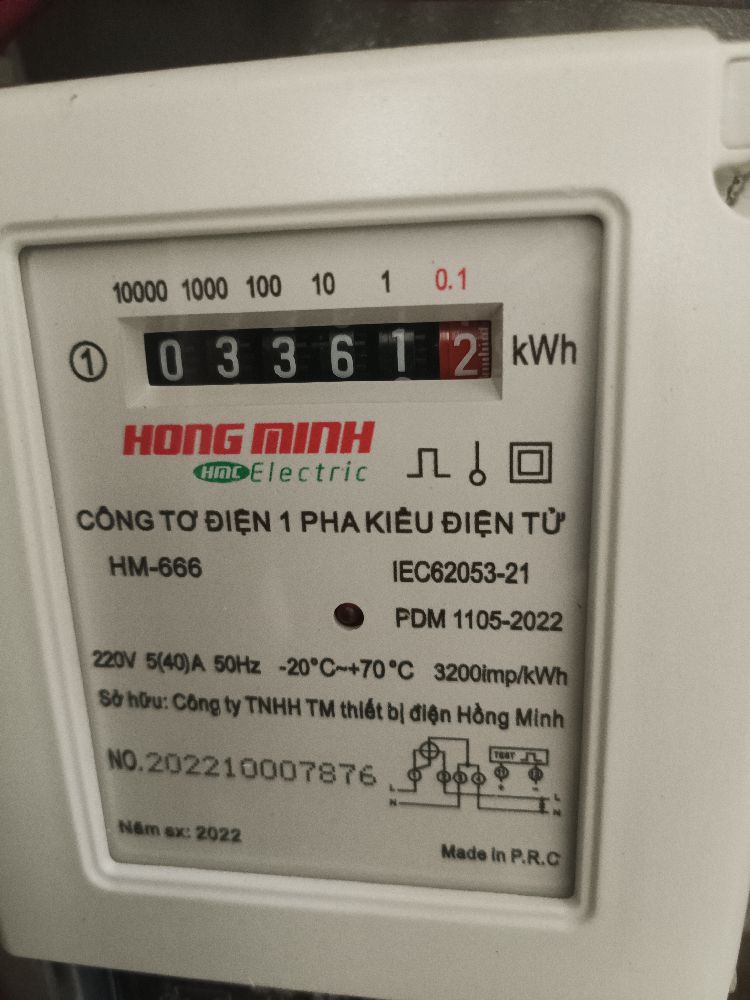 10000 1000 100 10 1 0.1
1 0 3 3 6 1 2 kWh
HONG MINH
HMC Electric
CÔNG TƠ ĐIỆN 1 PHA KIÊU ĐIỆN TỬ
HM-666 IEC62053-21
PDM 1105-2022
220V 5(40)A 50Hz -20°C~+70°C 3200imp/kWh
Sở hữu: Công ty TNHH TM thiết bị điện Hồng Minh
NO.202210007876
TEST
L L
N N
+ -
Năm sx: 2022
Made in P.R.C